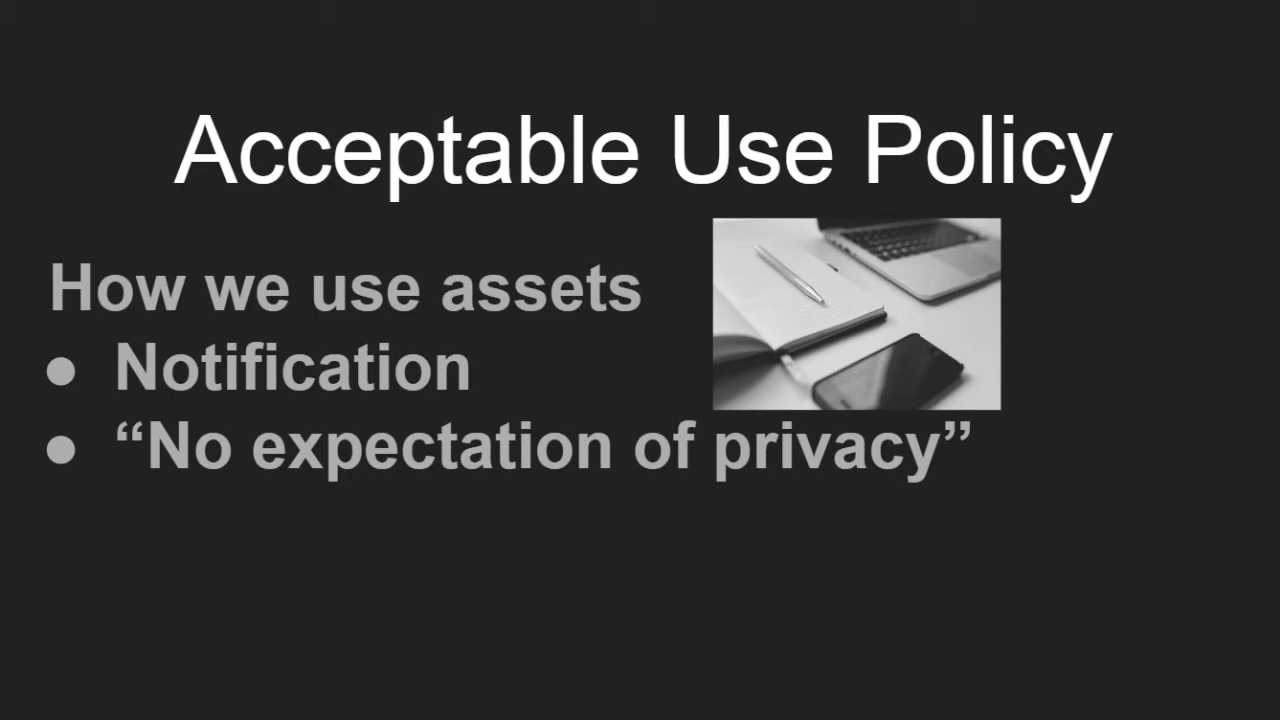 Acceptable Use Policy
How we use assets
● Notification
● “No expectation of privacy”